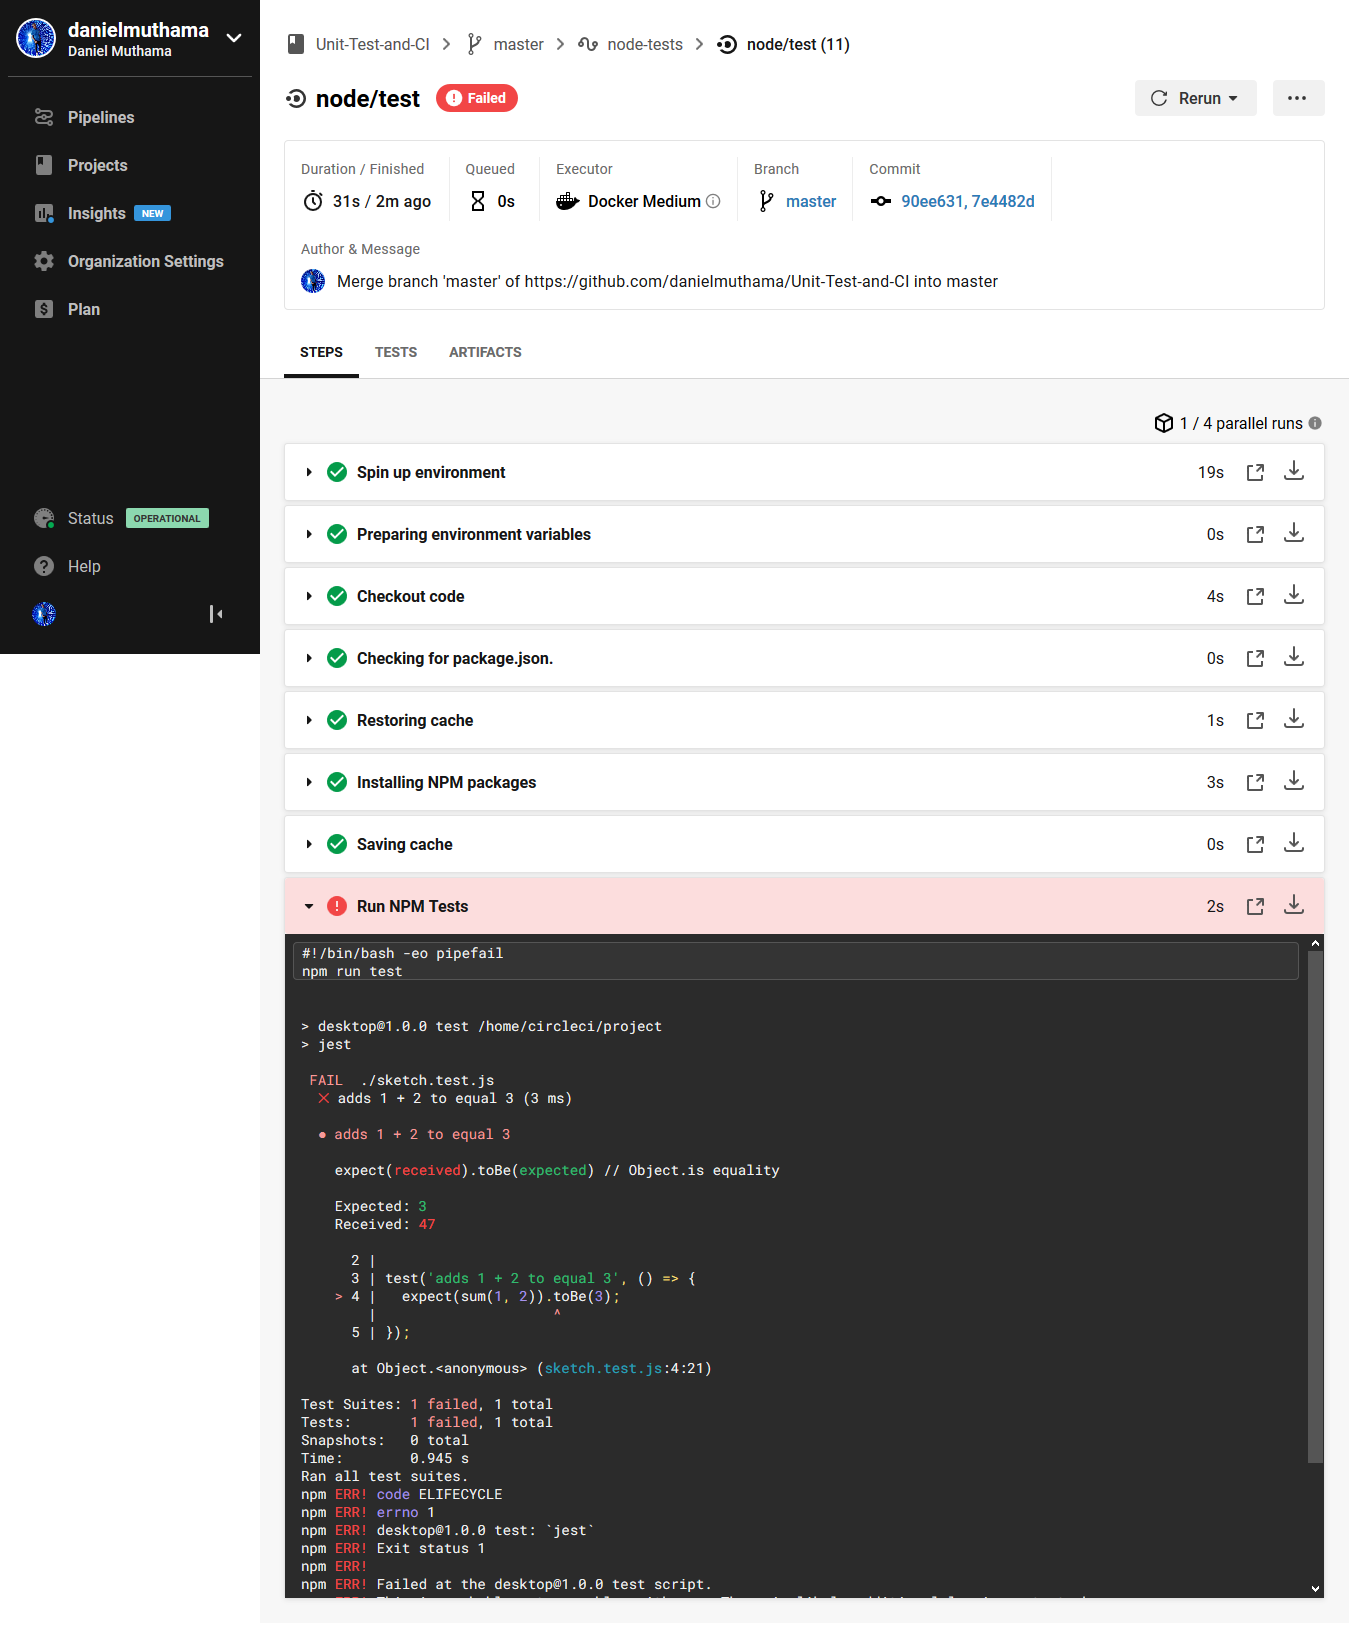 danielmuthama
Daniel Muthama
Pipelines
Projects
Insights NEW
Organization Settings
Plan
Status OPERATIONAL
Help
Unit-Test-and-CI master node-tests node/test (11)
node/test Failed
Rerun
Duration / Finished Queued Executor Branch Commit
31s / 2m ago 0s Docker Medium master 90ee631, 7e4482d
Author & Message
Merge branch 'master' of https://github.com/danielmuthama/Unit-Test-and-CI into master
STEPS TESTS ARTIFACTS
1 / 4 parallel runs
Spin up environment 19s
Preparing environment variables 0s
Checkout code 4s
Checking for package.json. 0s
Restoring cache 1s
Installing NPM packages 3s
Saving cache 0s
Run NPM Tests 2s
#!/bin/bash -eo pipefail
npm run test
> desktop@1.0.0 test /home/circleci/project
> jest
FAIL ./sketch.test.js
✕ adds 1 + 2 to equal 3 (3 ms)
● adds 1 + 2 to equal 3
expect(received).toBe(expected) // Object.is equality
Expected: 3
Received: 47
2 |
3 | test('adds 1 + 2 to equal 3', () => {
> 4 | expect(sum(1, 2)).toBe(3);
| ^
5 | });
at Object.<anonymous> (sketch.test.js:4:21)
Test Suites: 1 failed, 1 total
Tests: 1 failed, 1 total
Snapshots: 0 total
Time: 0.945 s
Ran all test suites.
npm ERR! code ELIFECYCLE
npm ERR! errno 1
npm ERR! desktop@1.0.0 test: `jest`
npm ERR! Exit status 1
npm ERR!
npm ERR! Failed at the desktop@1.0.0 test script.